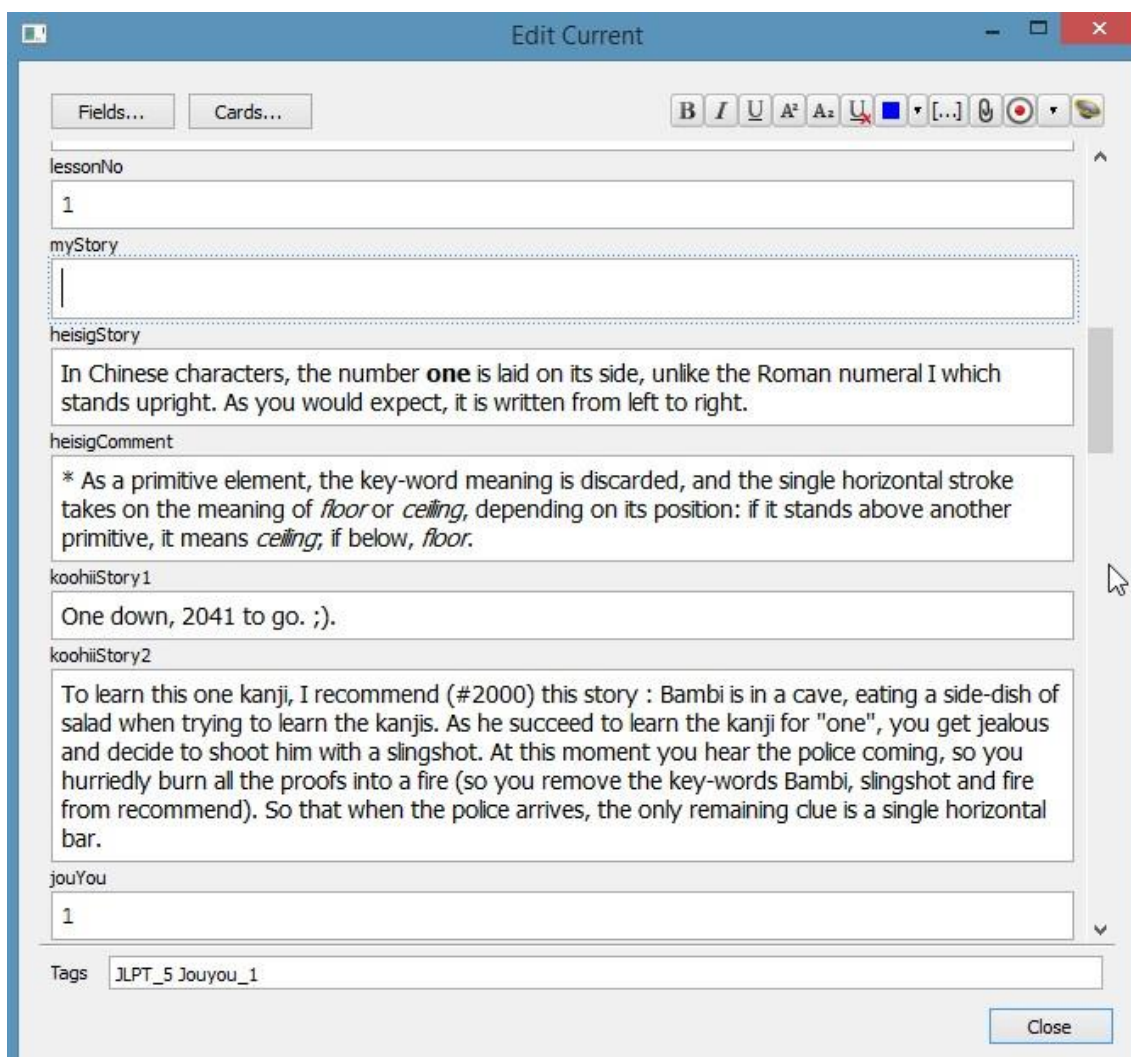 Edit Current
Fields...
Cards...
B I U A² A₂ U [...]
lessonNo
1
myStory
heisigStory
In Chinese characters, the number one is laid on its side, unlike the Roman numeral I which
stands upright. As you would expect, it is written from left to right.
heisigComment
* As a primitive element, the key-word meaning is discarded, and the single horizontal stroke
takes on the meaning of floor or ceiling, depending on its position: if it stands above another
primitive, it means ceiling; if below, floor.
koohiiStory1
One down, 2041 to go. ;).
koohiiStory2
To learn this one kanji, I recommend (#2000) this story : Bambi is in a cave, eating a side-dish of
salad when trying to learn the kanjis. As he succeed to learn the kanji for "one", you get jealous
and decide to shoot him with a slingshot. At this moment you hear the police coming, so you
hurriedly burn all the proofs into a fire (so you remove the key-words Bambi, slingshot and fire
from recommend). So that when the police arrives, the only remaining clue is a single horizontal
bar.
jouYou
1
Tags
JLPT_5 Jouyou_1
Close